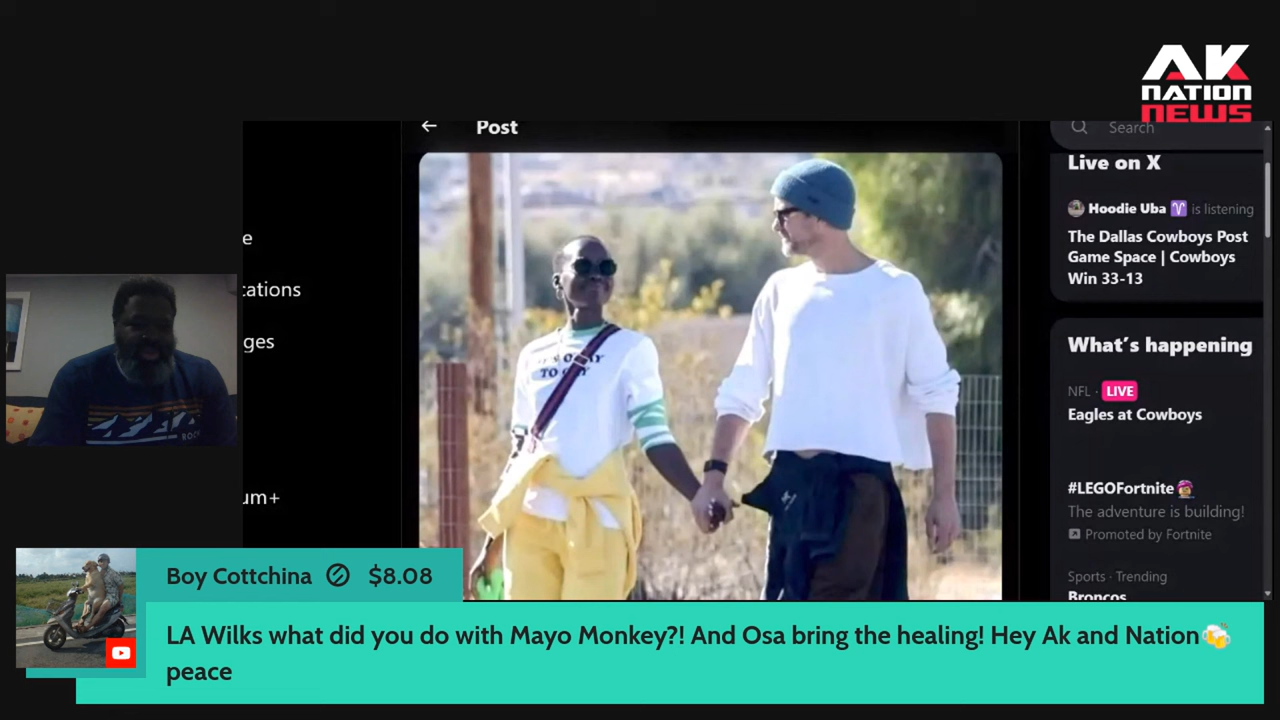 AK
NATION
NEWS
Post
Search
Live on X
Hoodie Uba ♈ is listening
The Dallas Cowboys Post
Game Space | Cowboys
Win 33-13
e
cations
ges
um+
What's happening
NFL · LIVE
Eagles at Cowboys
#LEGOFortnite
The adventure is building!
Promoted by Fortnite
Sports · Trending
Broncos
Boy Cottchina $8.08
LA Wilks what did you do with Mayo Monkey?! And Osa bring the healing! Hey Ak and Nation🍻
peace